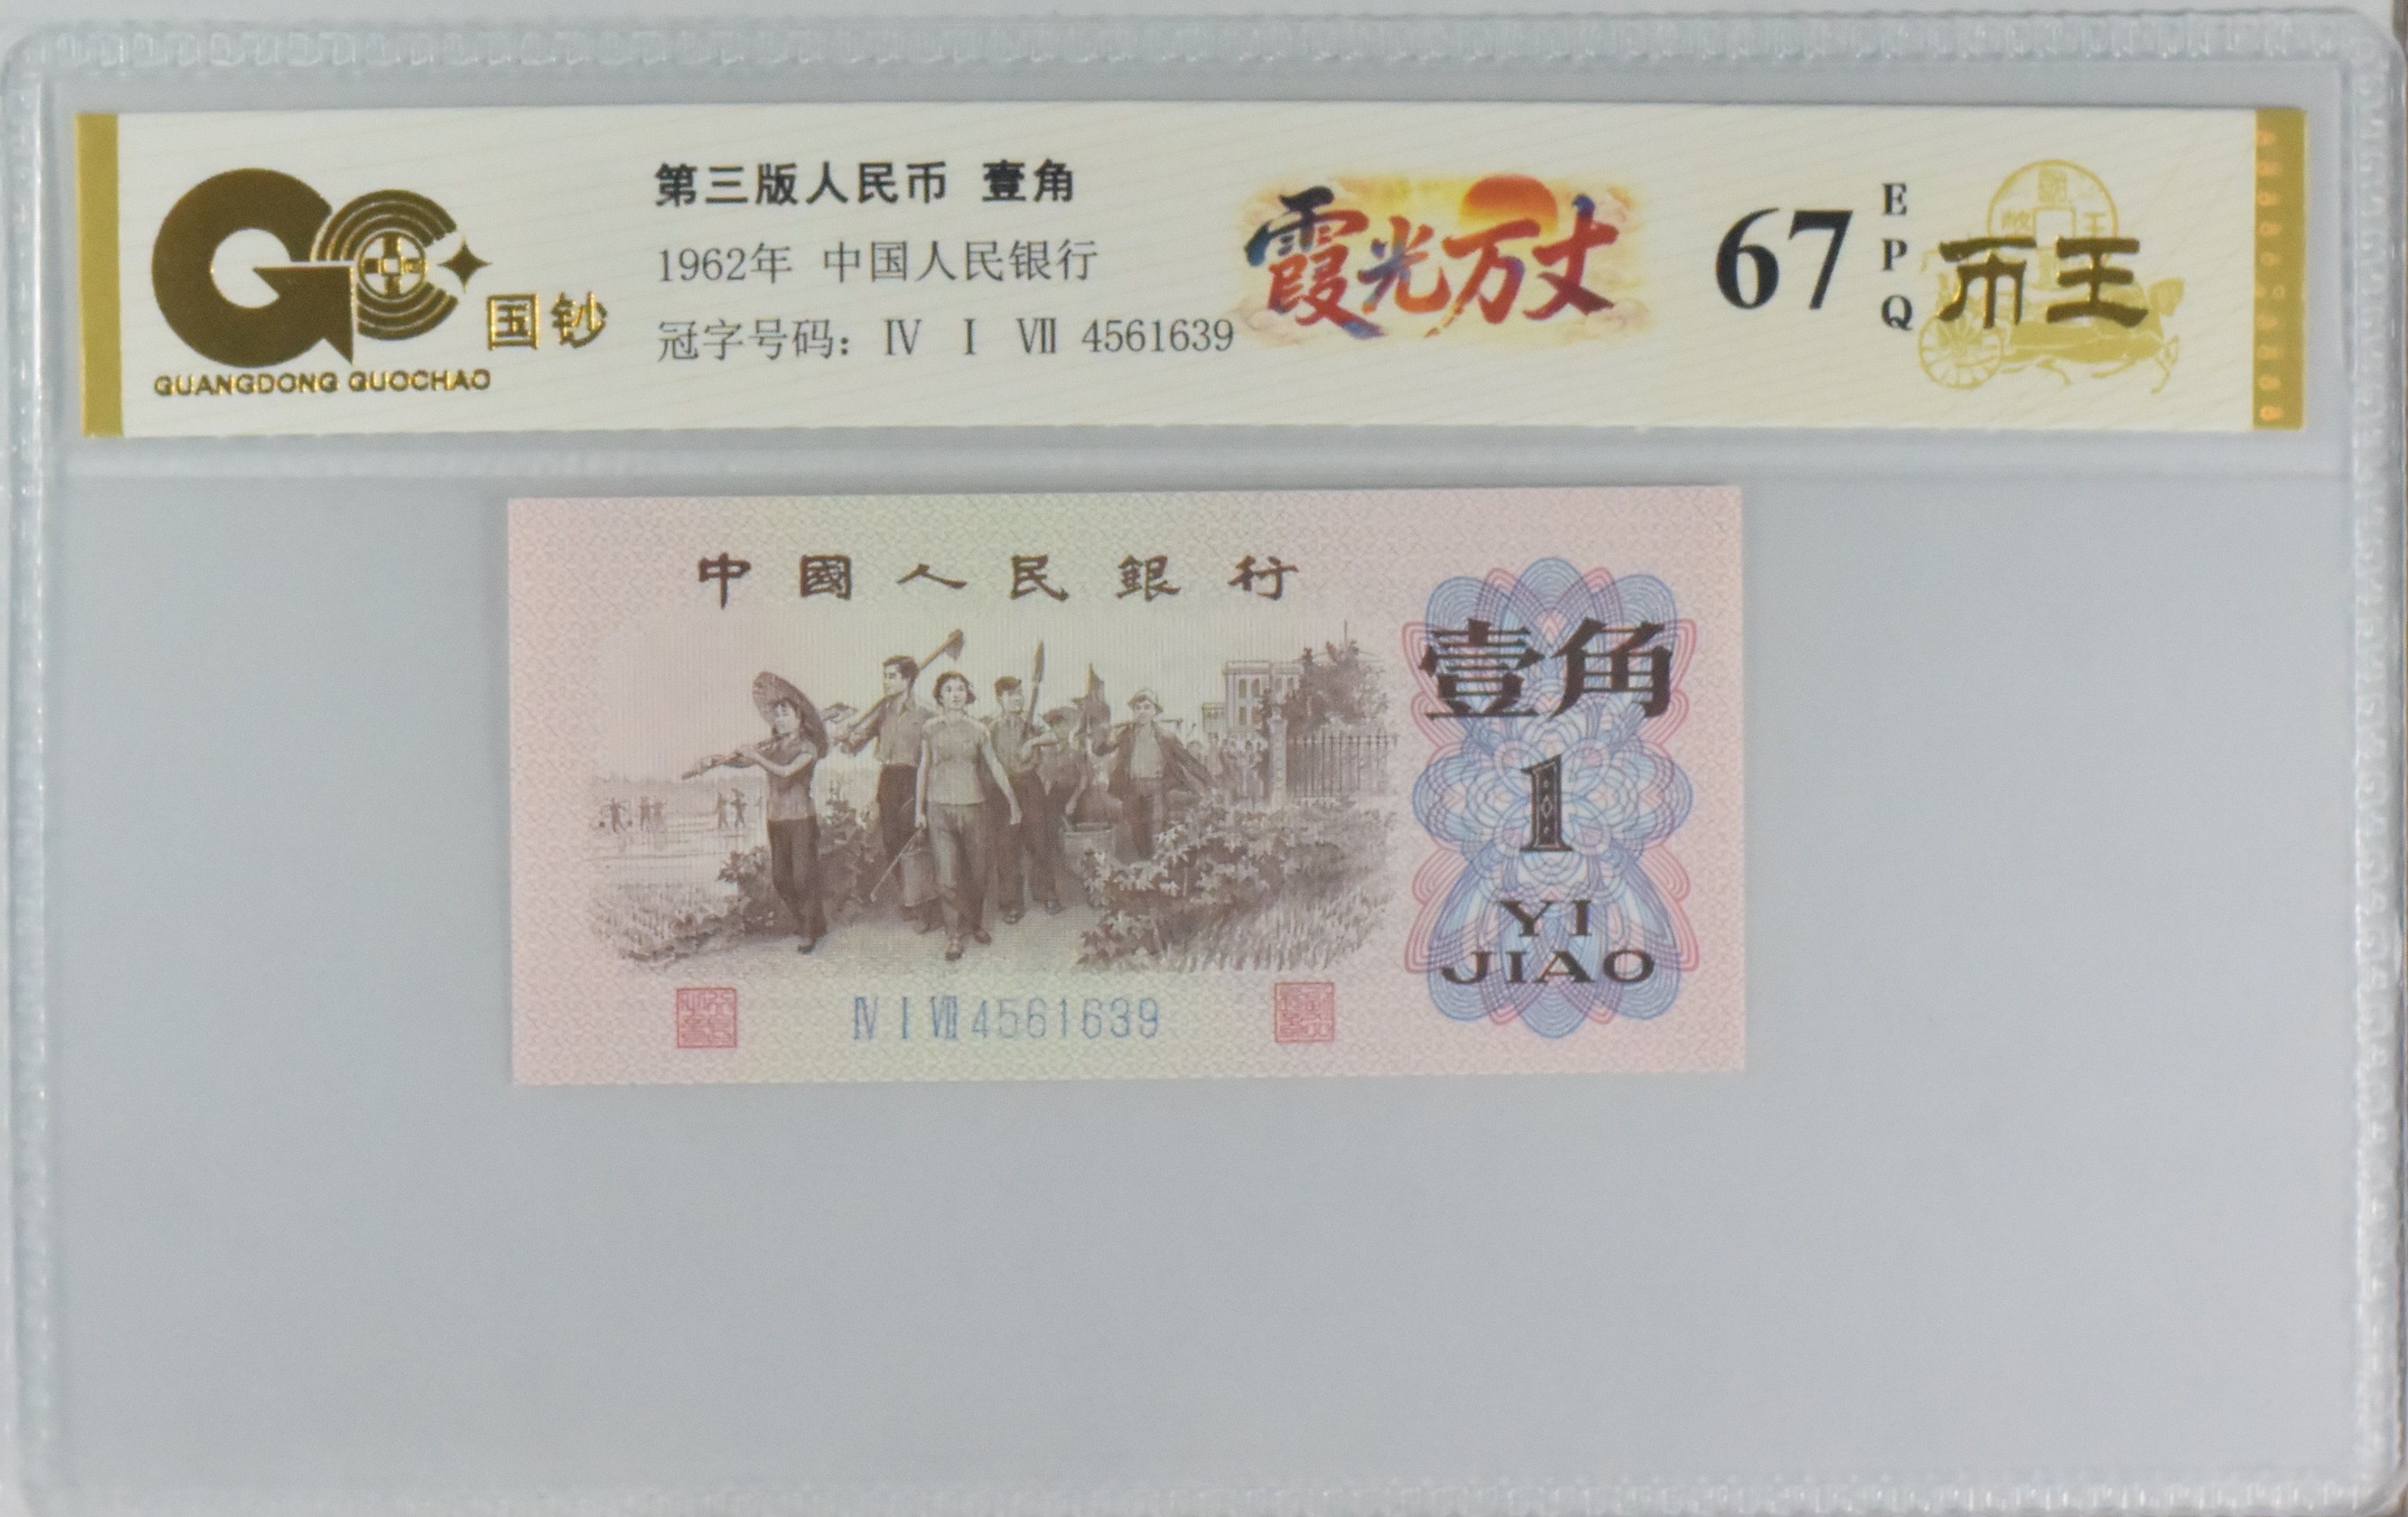 国钞
GUANGDONG GUOCHAO
第三版人民币 壹角
1962年 中国人民银行
冠字号码: Ⅳ Ⅰ Ⅶ 4561639
霞光万丈
67
EPQ
币王
中國人民銀行
壹角
1
YI
JIAO
Ⅳ Ⅰ Ⅶ 4561639